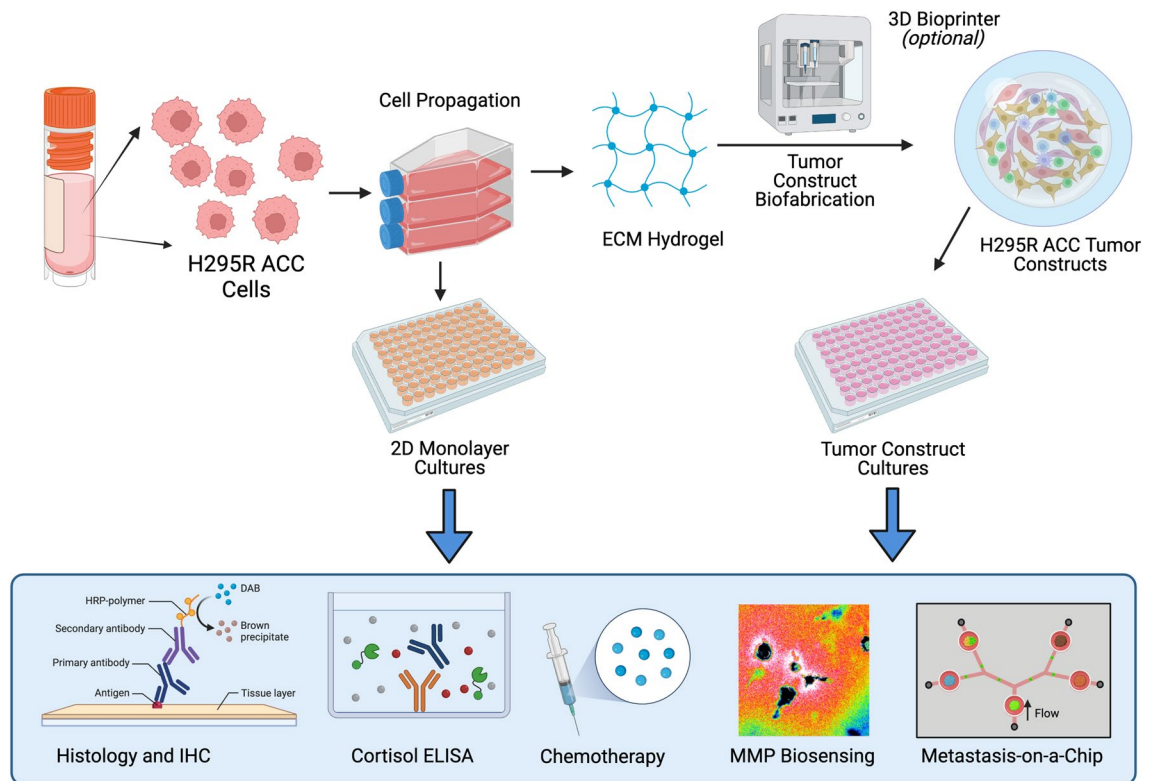 3D Bioprinter
(optional)
Cell Propagation
Tumor
Construct
Biofabrication
ECM Hydrogel
H295R ACC
Cells
H295R ACC Tumor
Constructs
2D Monolayer
Cultures
Tumor Construct
Cultures
HRP-polymer
DAB
Brown
precipitate
Secondary antibody
Primary antibody
Antigen
Tissue layer
Flow
Histology and IHC
Cortisol ELISA
Chemotherapy
MMP Biosensing
Metastasis-on-a-Chip